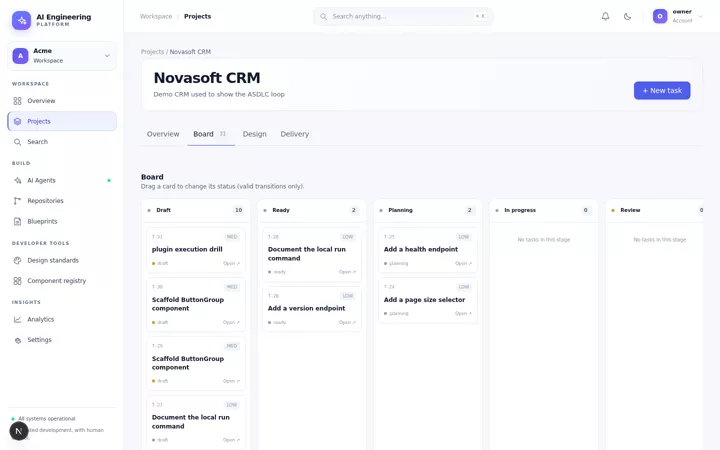 AI Engineering
PLATFORM
Workspace
Projects
Search anything...
⌘ K
O
owner
Account
A
Acme
Workspace
WORKSPACE
Overview
Projects
Search
BUILD
AI Agents
Repositories
Blueprints
DEVELOPER TOOLS
Design standards
Component registry
INSIGHTS
Analytics
Settings
All systems operational
development, with human
N
Projects / Novasoft CRM
Novasoft CRM
Demo CRM used to show the ASDLC loop
+ New task
Overview
Board 31
Design
Delivery
Board
Drag a card to change its status (valid transitions only).
Draft 10
T-31 MED
plugin execution drill
draft Open ↗
T-30 MED
Scaffold ButtonGroup
component
draft Open ↗
T-29 MED
Scaffold ButtonGroup
component
draft Open ↗
T-27 LOW
Document the local run
command
draft Open ↗
Ready 2
T-28 LOW
Document the local run
command
ready Open ↗
T-26 LOW
Add a version endpoint
ready Open ↗
Planning 2
T-25 LOW
Add a health endpoint
planning Open ↗
T-24 LOW
Add a page size selector
planning Open ↗
In progress 0
No tasks in this stage
Review 0
No tasks in this stage